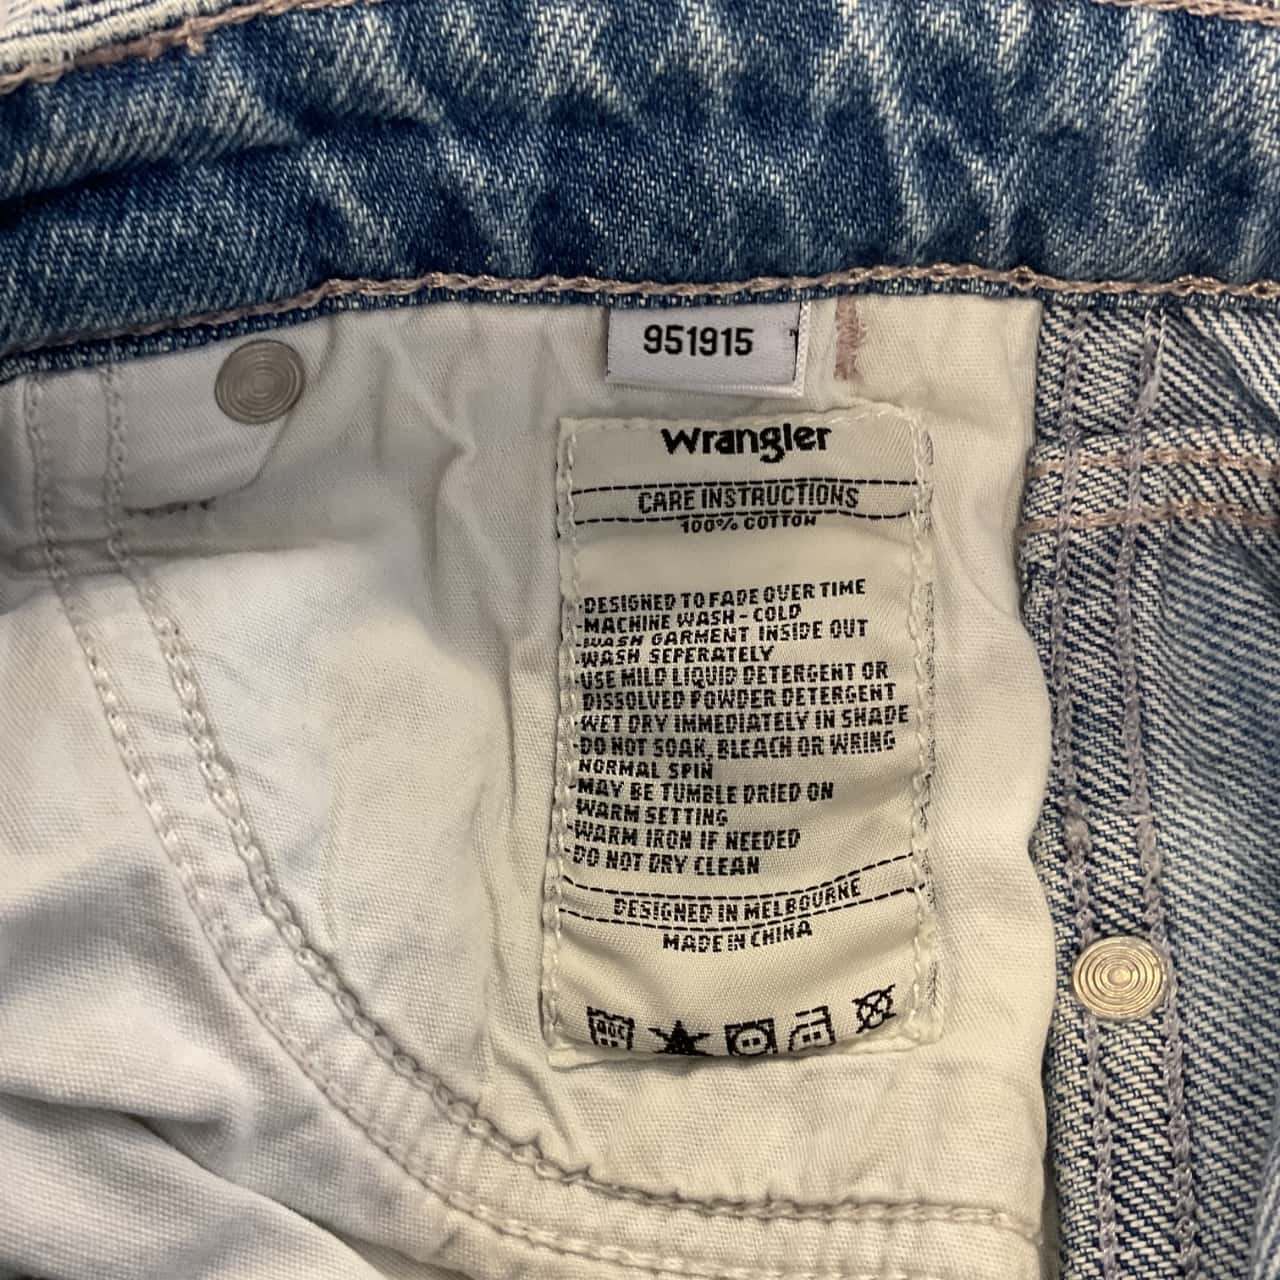 951915
Wrangler
CARE INSTRUCTIONS
100% COTTON
·DESIGNED TO FADE OVER TIME
·MACHINE WASH - COLD
·WASH GARMENT INSIDE OUT
·WASH SEPERATELY
·USE MILD LIQUID DETERGENT OR
DISSOLVED POWDER DETERGENT
·WET DRY IMMEDIATELY IN SHADE
·DO NOT SOAK, BLEACH OR WRING
NORMAL SPIN
·MAY BE TUMBLE DRIED ON
WARM SETTING
·WARM IRON IF NEEDED
·DO NOT DRY CLEAN
DESIGNED IN MELBOURNE
MADE IN CHINA